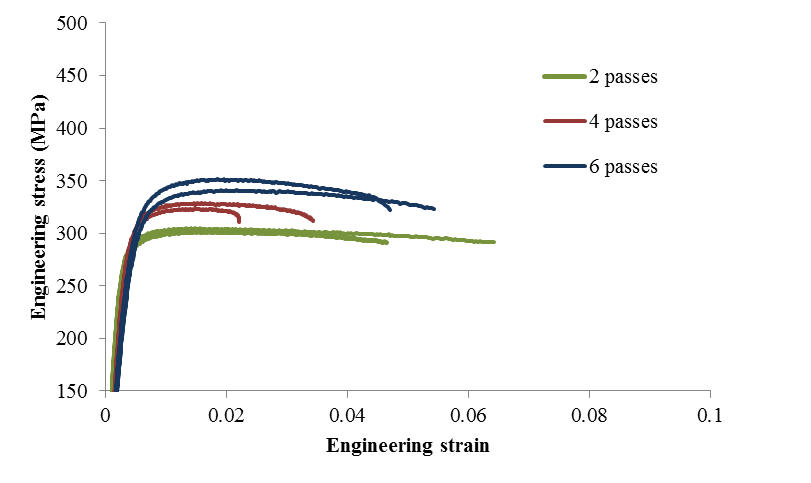 500
450
400
350
300
250
200
150
0
0.02
0.04
0.06
0.08
0.1
Engineering stress (MPa)
Engineering strain
2 passes
4 passes
6 passes